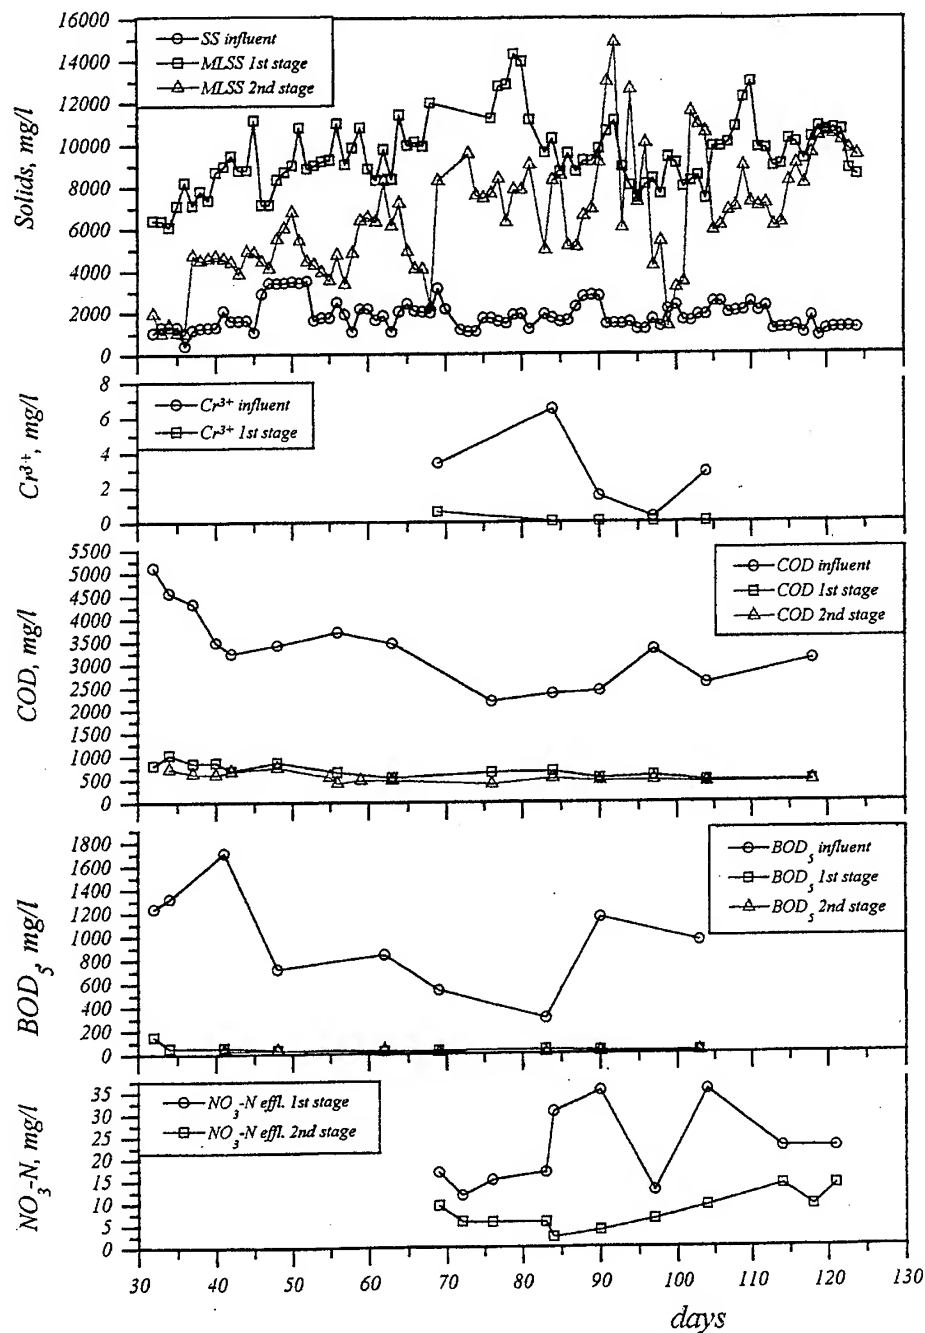 16000
14000
12000
10000
8000
6000
4000
2000
0
Solids, mg/l
SS influent
MLSS 1st stage
MLSS 2nd stage
8
6
4
2
0
Cr³⁺, mg/l
Cr³⁺ influent
Cr³⁺ 1st stage
5500
5000
4500
4000
3500
3000
2500
2000
1500
1000
500
0
COD, mg/l
COD influent
COD 1st stage
COD 2nd stage
1800
1600
1400
1200
1000
800
600
400
200
0
BOD₅, mg/l
BOD₅ influent
BOD₅ 1st stage
BOD₅ 2nd stage
35
30
25
20
15
10
5
0
NO₃-N, mg/l
NO₃-N effl. 1st stage
NO₃-N effl. 2nd stage
30 40 50 60 70 80 90 100 110 120 130
days